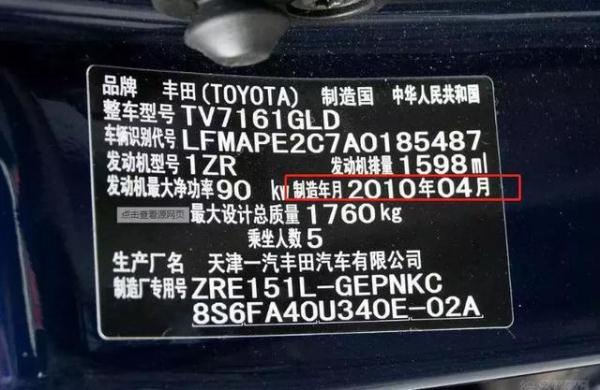 品牌 丰田(TOYOTA) 制造国 中华人民共和国
整车型号 TV7161GLD
车辆识别代号 LFMAPE2C7A0185487
发动机型号 1ZR 发动机排量 1598ml
发动机最大净功率 90 kw 制造年月 2010年04月
点击查看源网页 最大设计总质量 1760kg
乘坐人数 5
生产厂名 天津一汽丰田汽车有限公司
制造厂专用号 ZRE151L-GEPNKC
8S6FA40U340E-02A